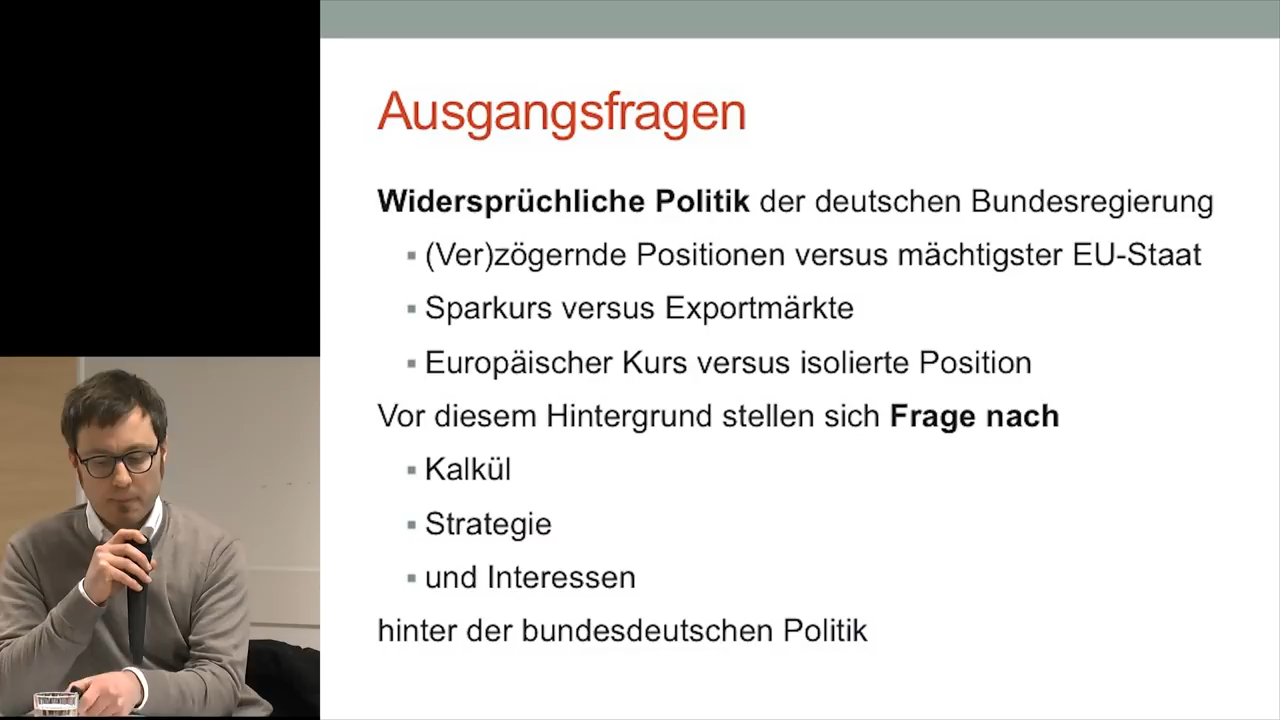 Ausgangsfragen
Widersprüchliche Politik der deutschen Bundesregierung
▪ (Ver)zögernde Positionen versus mächtigster EU-Staat
▪ Sparkurs versus Exportmärkte
▪ Europäischer Kurs versus isolierte Position
Vor diesem Hintergrund stellen sich Frage nach
▪ Kalkül
▪ Strategie
▪ und Interessen
hinter der bundesdeutschen Politik